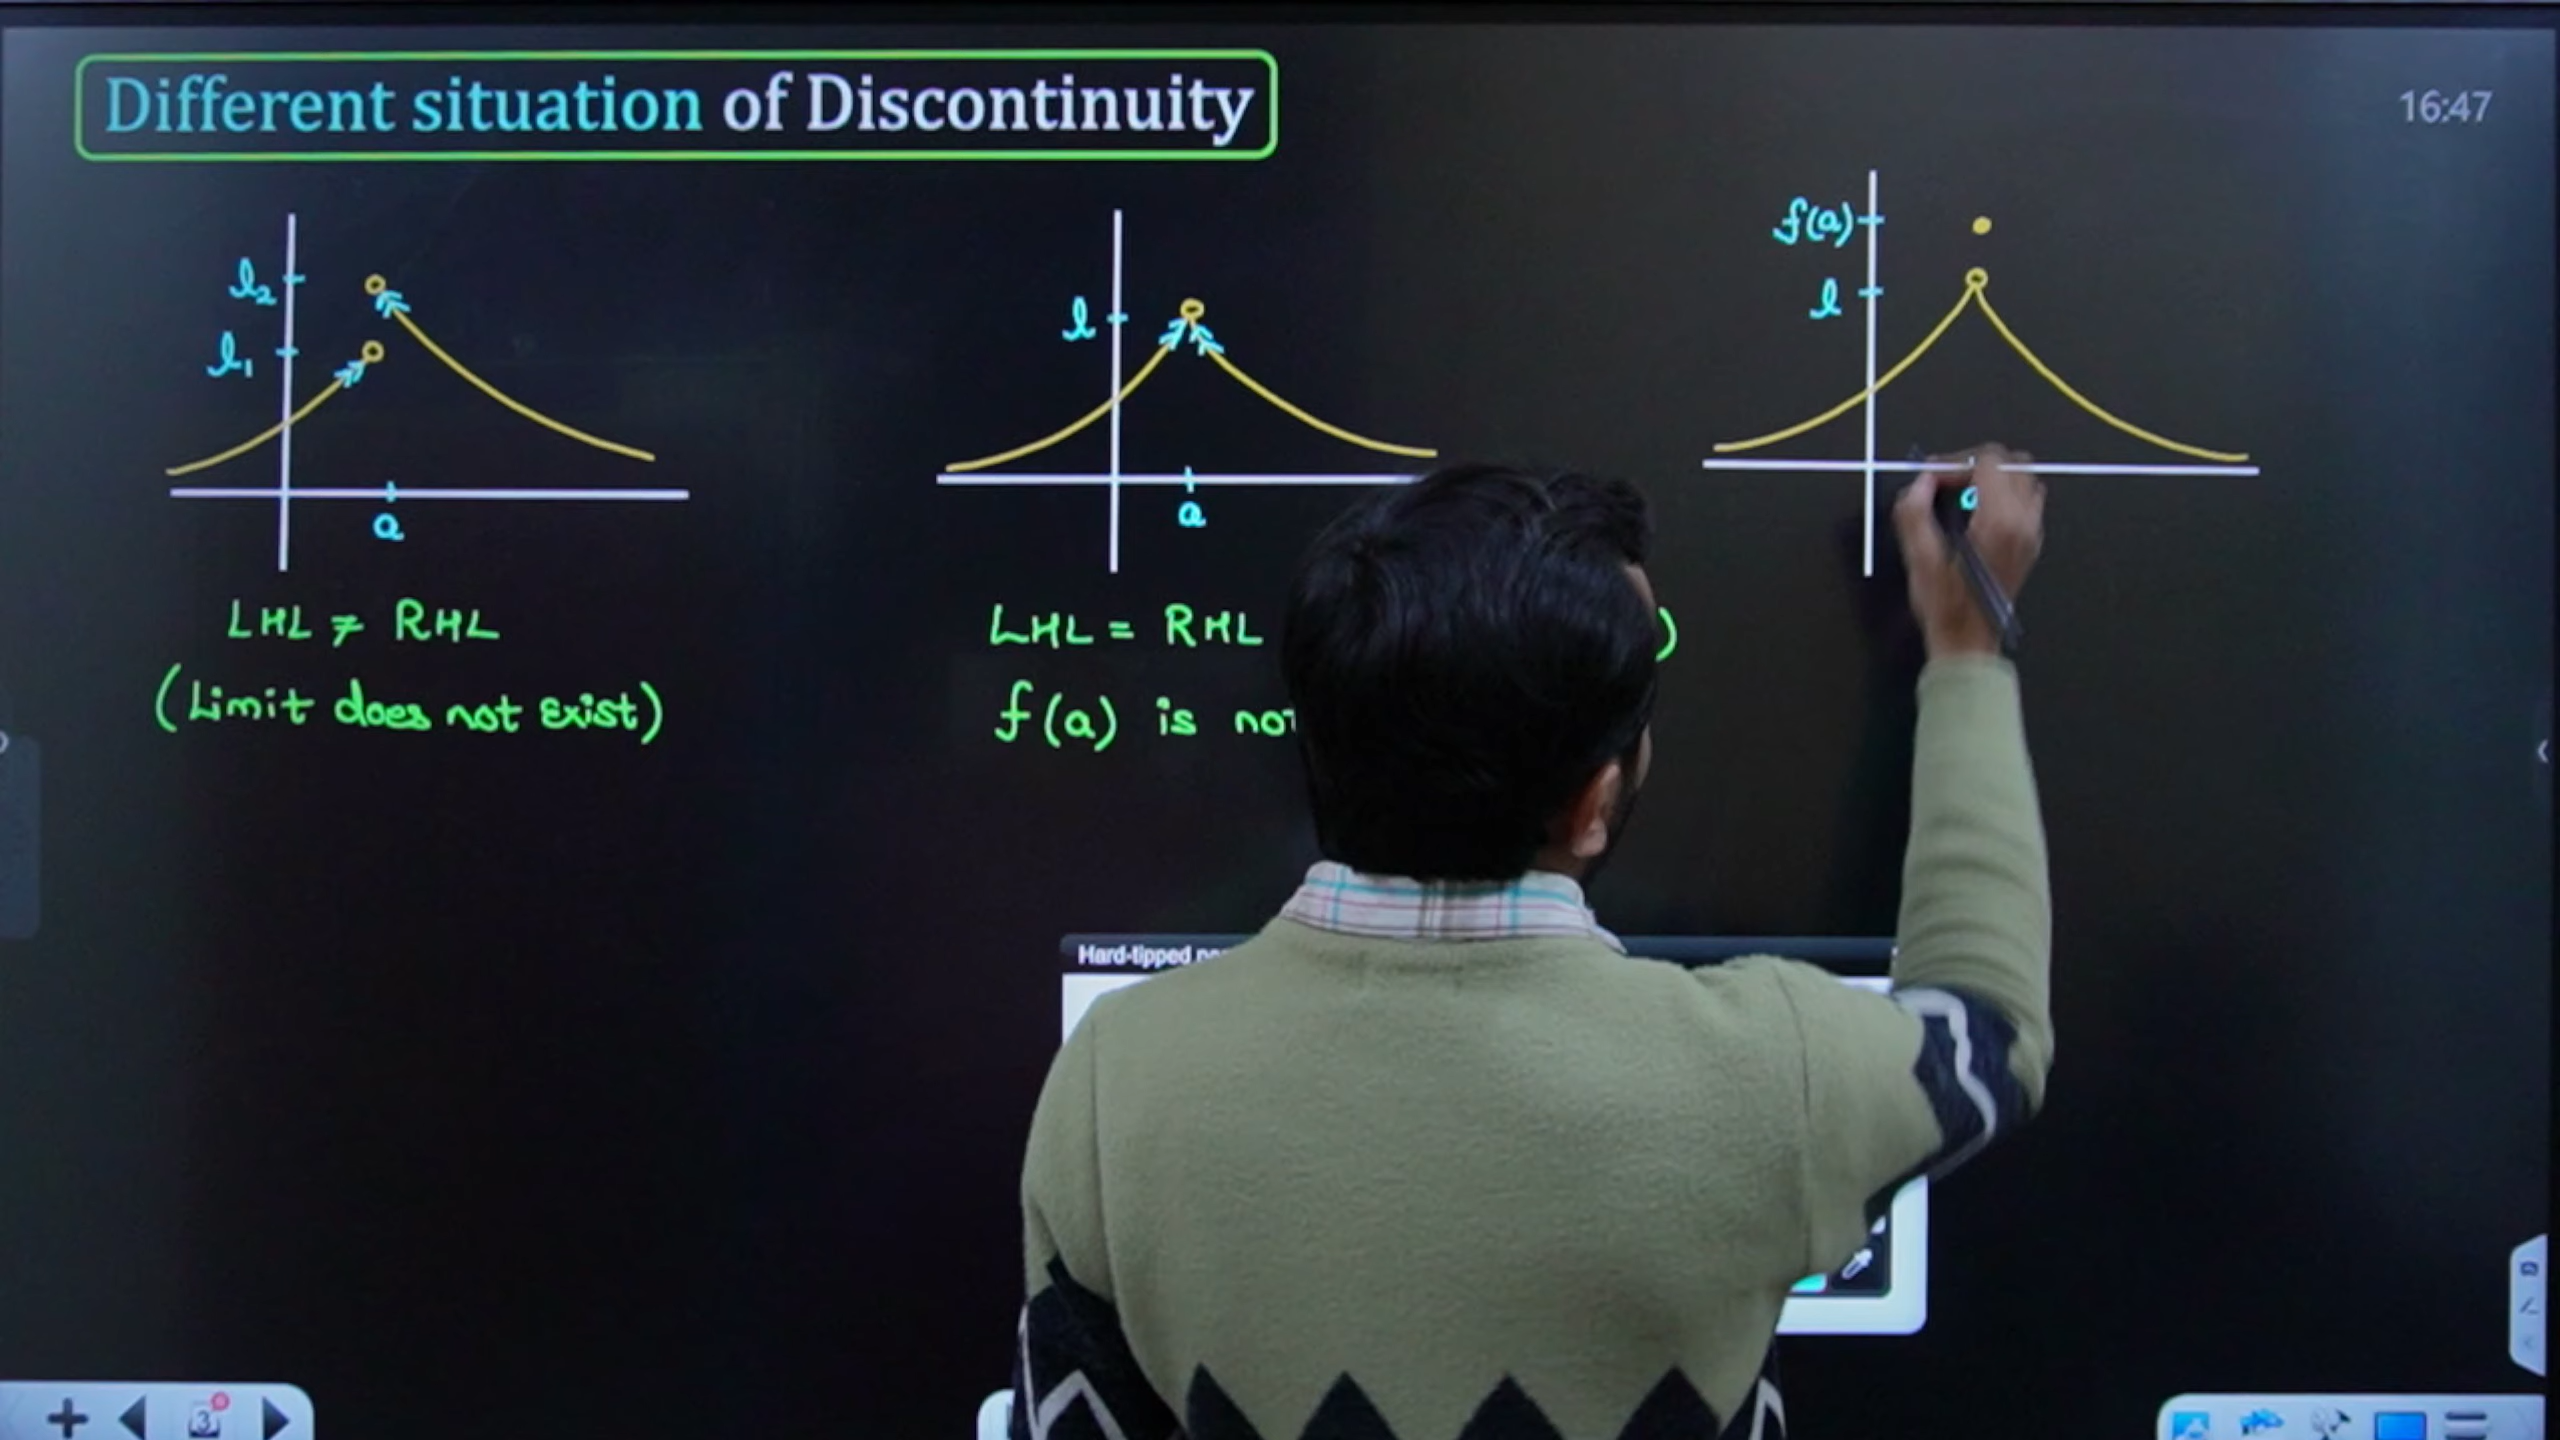 Different situation of Discontinuity
16:47
l₂
l₁
a
LHL ≠ RHL
(Limit does not exist)
l
a
LHL = RHL )
f(a) is
f(a)
l
Hard-tipped
3